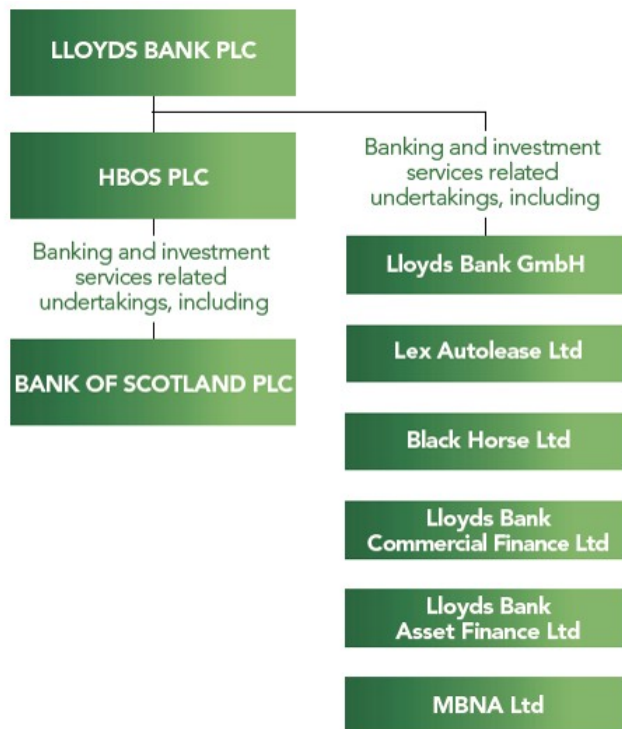 LLOYDS BANK PLC
HBOS PLC
Banking and investment
services related
undertakings, including
BANK OF SCOTLAND PLC
Banking and investment
services related
undertakings, including
Lloyds Bank GmbH
Lex Autolease Ltd
Black Horse Ltd
Lloyds Bank
Commercial Finance Ltd
Lloyds Bank
Asset Finance Ltd
MBNA Ltd